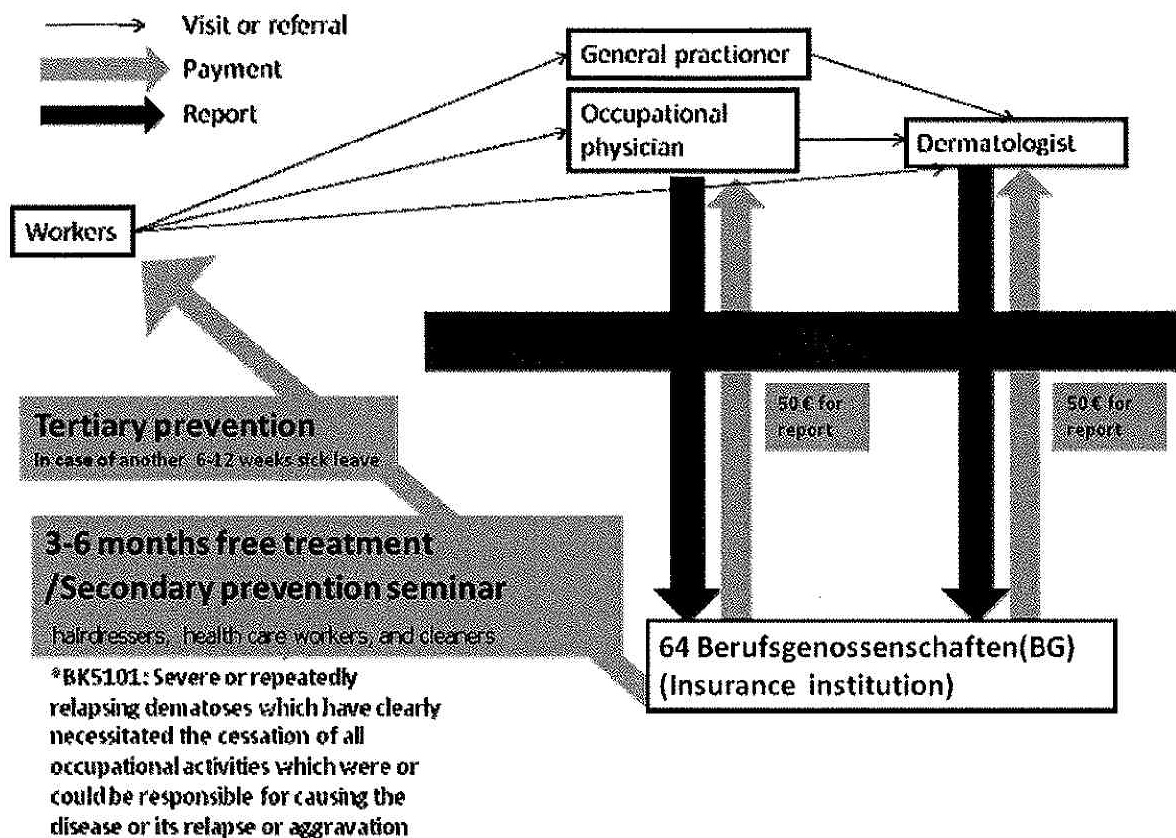 Visit or referral
Payment
Report
General practioner
Occupational
physician
Dermatologist
Workers
50 € for
report
50 € for
report
Tertiary prevention
In case of another 6-12 weeks sick leave
3-6 months free treatment
/Secondary prevention seminar
hairdressers, health care workers, and cleaners
64 Berufsgenossenschaften(BG)
(Insurance institution)
*BK5101: Severe or repeatedly
relapsing dematoses which have clearly
necessitated the cessation of all
occupational activities which were or
could be responsible for causing the
disease or its relapse or aggravation